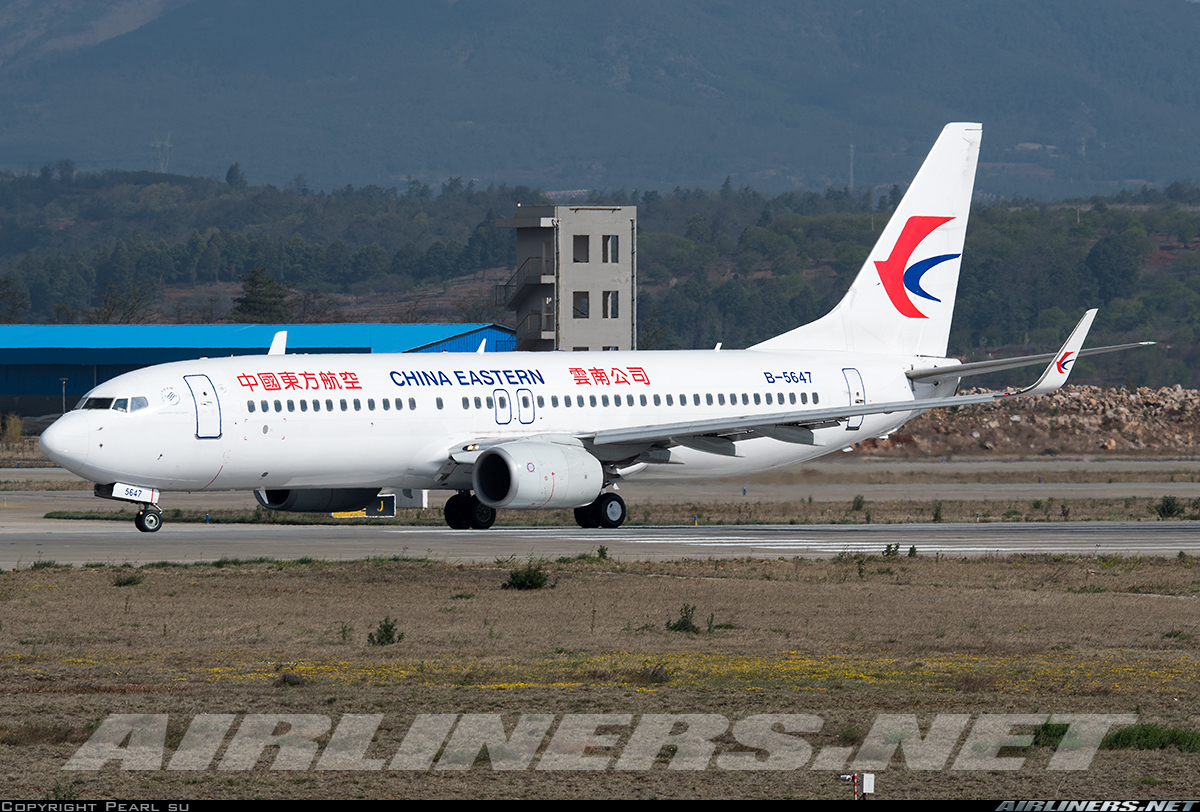 中國東方航空 CHINA EASTERN 雲南公司 B-5647
5647
J
AIRLINERS.NET
Copyright Pearl su AIRLINERS.NET